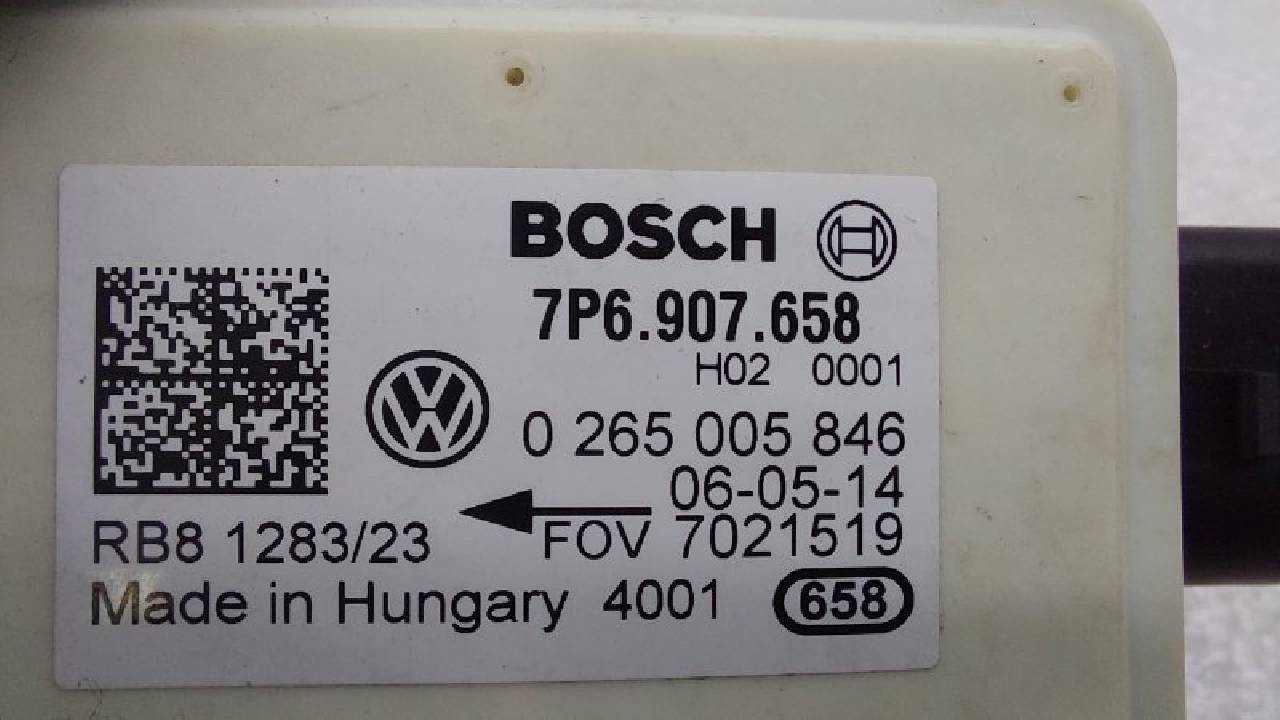 BOSCH
7P6.907.658
H02 0001
0 265 005 846
06-05-14
FOV 7021519
RB8 1283/23
Made in Hungary 4001 658